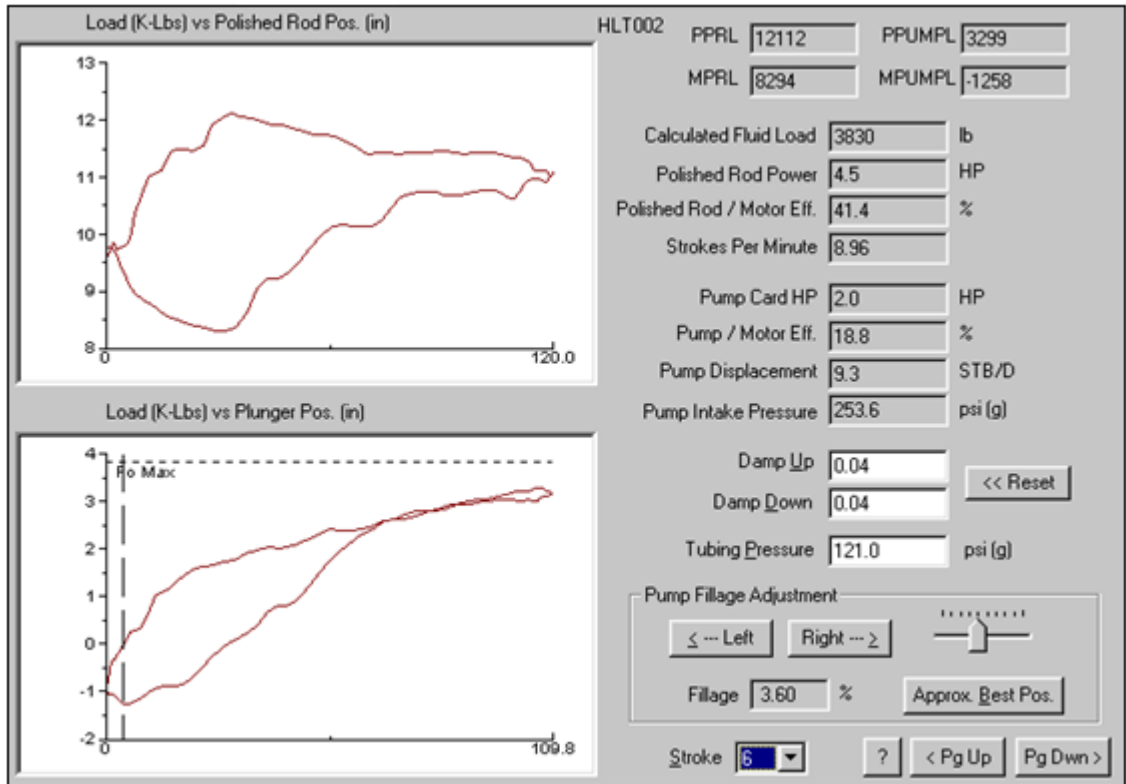 Load (K-Lbs) vs Polished Rod Pos. (in)
13
12
11
10
9
8
0
120.0
Load (K-Lbs) vs Plunger Pos. (in)
4
Fo Max
3
2
1
0
-1
-2
0
109.8
HLT002
PPRL 12112 PPUMPL 3299
MPRL 8294 MPUMPL -1258
Calculated Fluid Load 3830 lb
Polished Rod Power 4.5 HP
Polished Rod / Motor Eff. 41.4 %
Strokes Per Minute 8.96
Pump Card HP 2.0 HP
Pump / Motor Eff. 18.8 %
Pump Displacement 9.3 STB/D
Pump Intake Pressure 253.6 psi (g)
Damp Up 0.04
<< Reset
Damp Down 0.04
Tubing Pressure 121.0 psi (g)
Pump Fillage Adjustment
< --- Left Right --- >
Fillage 3.60 % Approx. Best Pos.
Stroke 6 ? < Pg Up Pg Dwn >